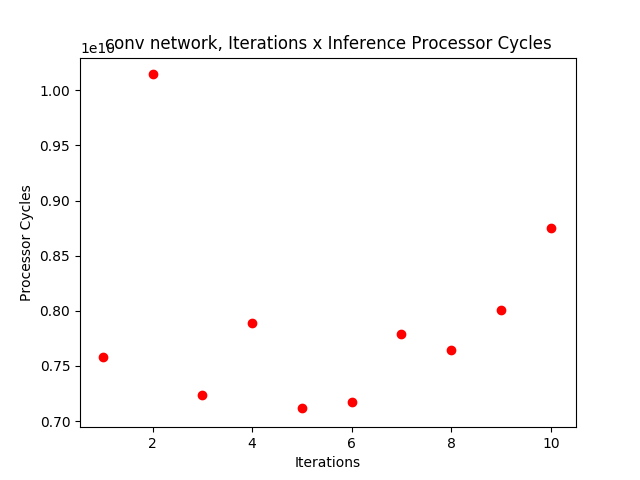 conv network, Iterations x Inference Processor Cycles
1e10
1.00
0.95
0.90
0.85
0.80
0.75
0.70
Processor Cycles
2 4 6 8 10
Iterations